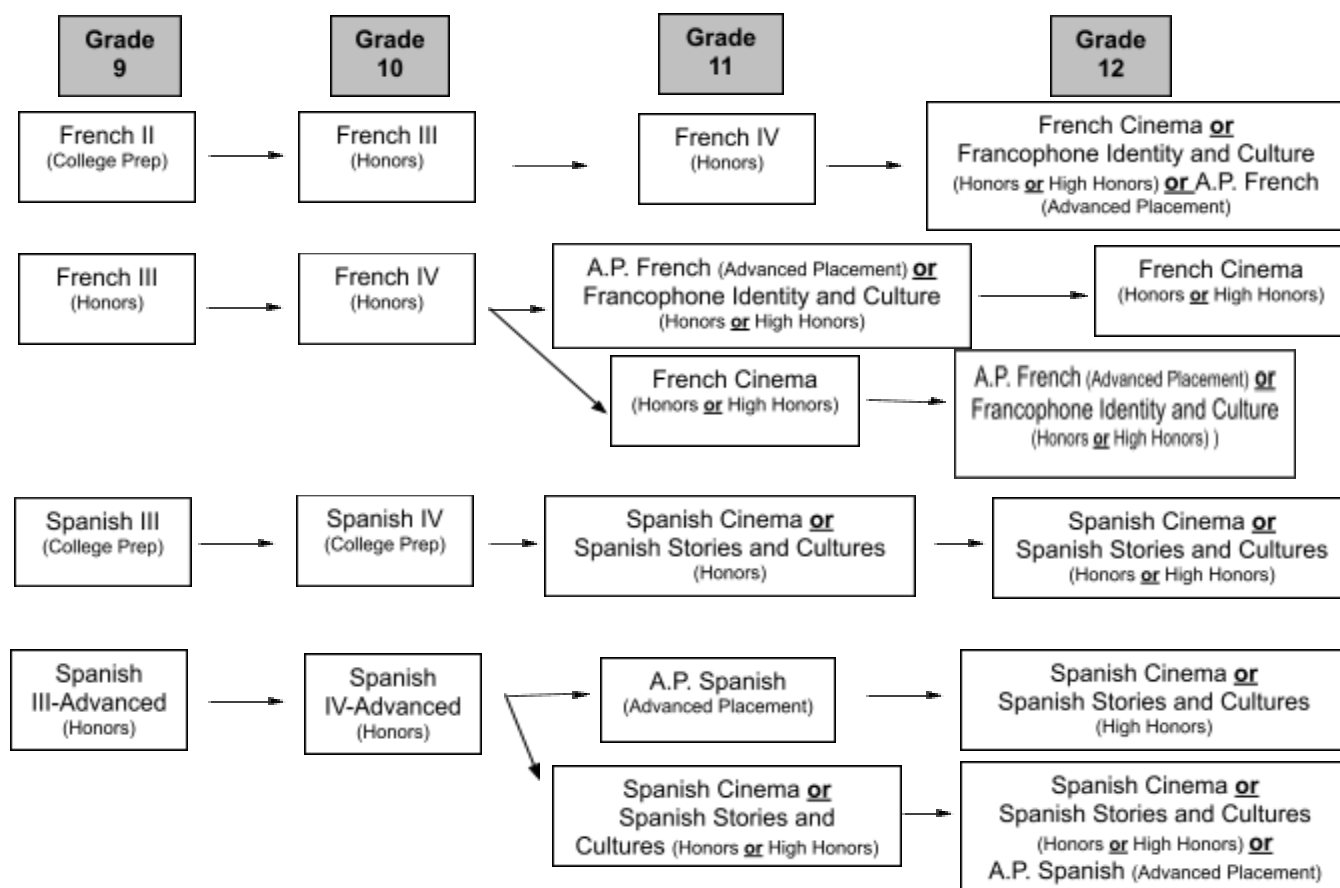 Grade
9
Grade
10
Grade
11
Grade
12
French II
(College Prep)
French III
(Honors)
French IV
(Honors)
French Cinema or
Francophone Identity and Culture
(Honors or High Honors) or A.P. French
(Advanced Placement)
French III
(Honors)
French IV
(Honors)
A.P. French (Advanced Placement) or
Francophone Identity and Culture
(Honors or High Honors)
French Cinema
(Honors or High Honors)
French Cinema
(Honors or High Honors)
A.P. French (Advanced Placement) or
Francophone Identity and Culture
(Honors or High Honors) )
Spanish III
(College Prep)
Spanish IV
(College Prep)
Spanish Cinema or
Spanish Stories and Cultures
(Honors)
Spanish Cinema or
Spanish Stories and Cultures
(Honors or High Honors)
Spanish
III-Advanced
(Honors)
Spanish
IV-Advanced
(Honors)
A.P. Spanish
(Advanced Placement)
Spanish Cinema or
Spanish Stories and Cultures
(High Honors)
Spanish Cinema or
Spanish Stories and
Cultures (Honors or High Honors)
Spanish Cinema or
Spanish Stories and Cultures
(Honors or High Honors) or
A.P. Spanish (Advanced Placement)